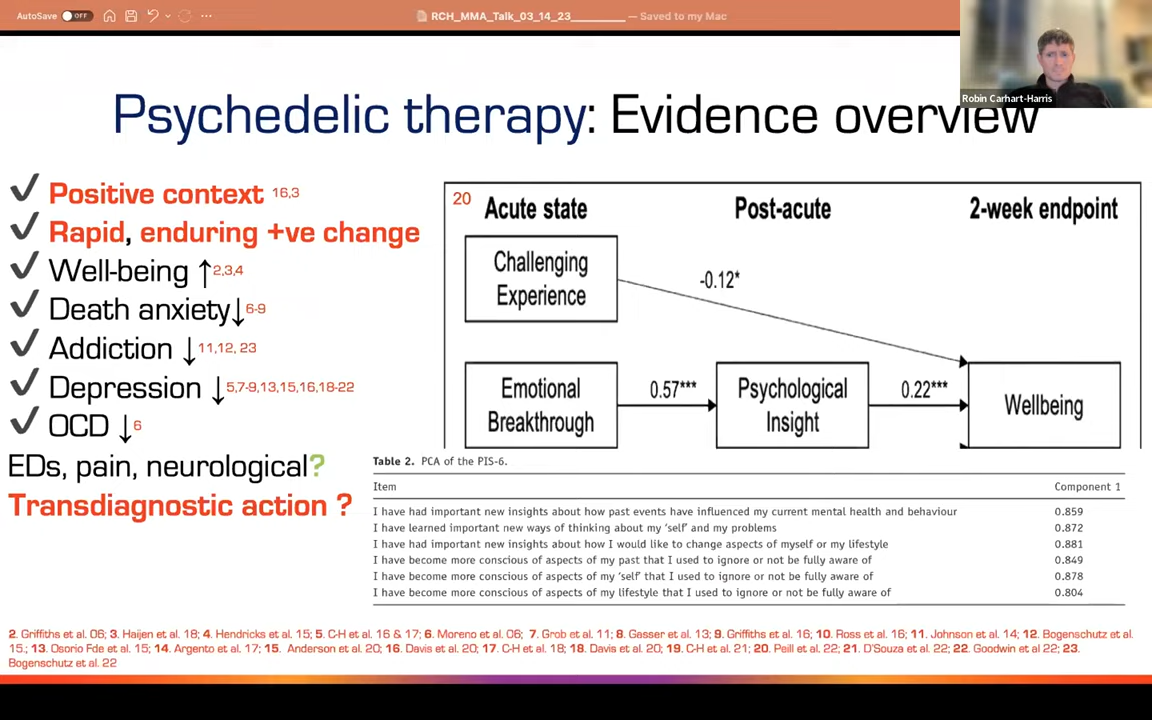 AutoSave OFF
RCH_MMA_Talk_03_14_23________ — Saved to my Mac
Robin Carhart-Harris
Psychedelic therapy: Evidence overview
✓ Positive context 16,3
✓ Rapid, enduring +ve change
✓ Well-being ↑2,3,4
✓ Death anxiety↓6-9
✓ Addiction ↓11,12, 23
✓ Depression ↓5,7-9,13,15,16,18-22
✓ OCD ↓6
EDs, pain, neurological?
Transdiagnostic action ?
20
Acute state Post-acute 2-week endpoint
Challenging
Experience
-0.12*
Emotional
Breakthrough
0.57***
Psychological
Insight
0.22***
Wellbeing
Table 2. PCA of the PIS-6.
Item Component 1
I have had important new insights about how past events have influenced my current mental health and behaviour 0.859
I have learned important new ways of thinking about my ‘self’ and my problems 0.872
I have had important new insights about how I would like to change aspects of myself or my lifestyle 0.881
I have become more conscious of aspects of my past that I used to ignore or not be fully aware of 0.849
I have become more conscious of aspects of my ‘self’ that I used to ignore or not be fully aware of 0.878
I have become more conscious of aspects of my lifestyle that I used to ignore or not be fully aware of 0.804
2. Griffiths et al. 06; 3. Haijen et al. 18; 4. Hendricks et al. 15; 5. C-H et al. 16 & 17; 6. Moreno et al. 06; 7. Grob et al. 11; 8. Gasser et al. 13; 9. Griffiths et al. 16; 10. Ross et al. 16; 11. Johnson et al. 14; 12. Bogenschutz et al.
15.; 13. Osorio Fde et al. 15; 14. Argento et al. 17; 15. Anderson et al. 20; 16. Davis et al. 20; 17. C-H et al. 18; 18. Davis et al. 20; 19. C-H et al. 21; 20. Peill et al. 22; 21. D’Souza et al. 22; 22. Goodwin et al 22; 23.
Bogenschutz et al. 22